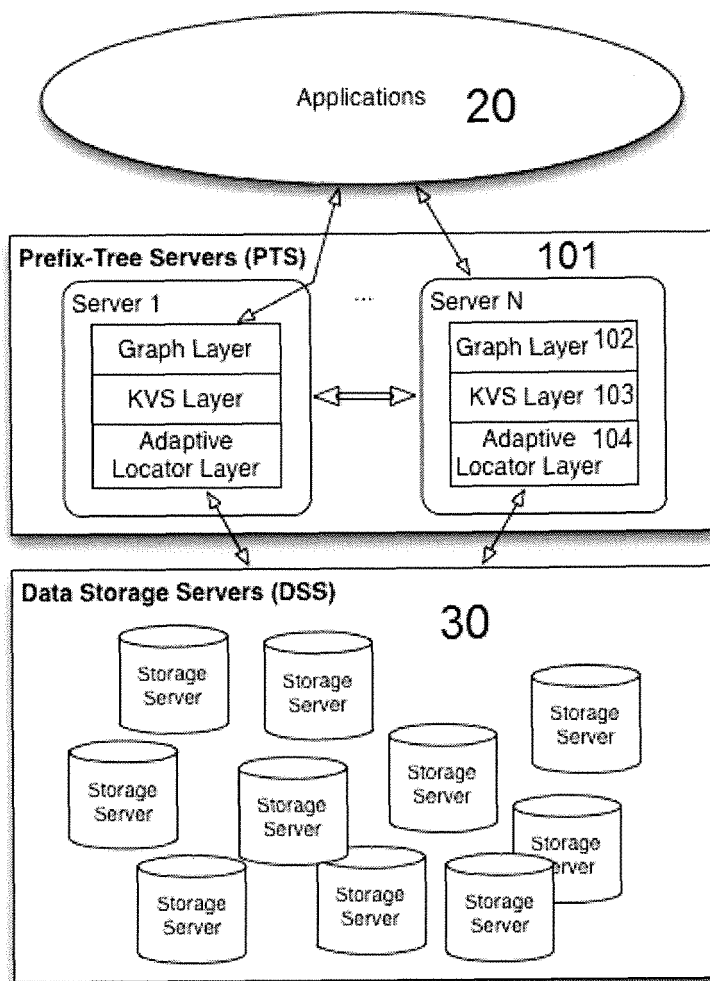 Applications 20
Prefix-Tree Servers (PTS) 101
Server 1
...
Server N
Graph Layer
KVS Layer
Adaptive
Locator Layer
Graph Layer 102
KVS Layer 103
Adaptive 104
Locator Layer
Data Storage Servers (DSS)
30
Storage
Server
Storage
Server
Storage
Server
Storage
Server
Storage
Server
Storage
Server
Storage
Server
Storage
Server
Storage
Server
Storage
Server